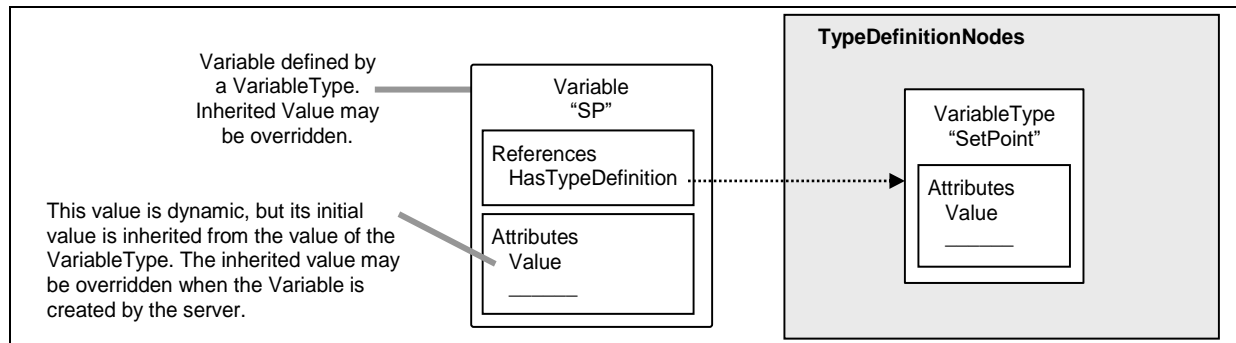 TypeDefinitionNodes
Variable defined by
a VariableType.
Inherited Value may
be overridden.
Variable
“SP”
References
HasTypeDefinition
VariableType
“SetPoint”
Attributes
Value
This value is dynamic, but its initial
value is inherited from the value of the
VariableType. The inherited value may
be overridden when the Variable is
created by the server.
Attributes
Value